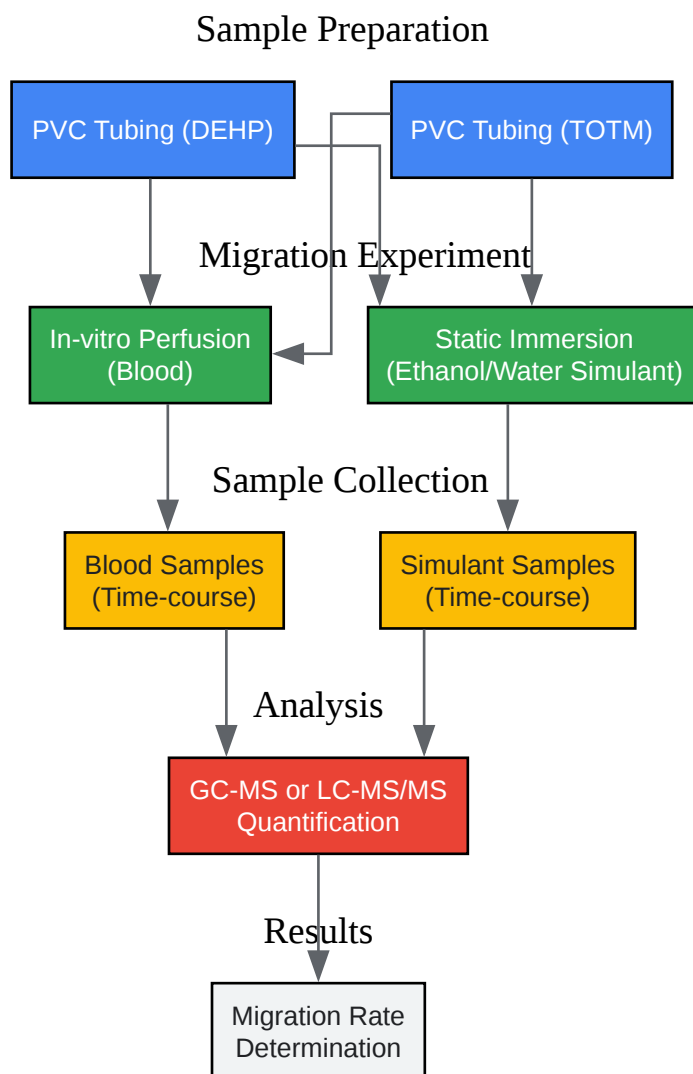 Sample Preparation
PVC Tubing (DEHP)
PVC Tubing (TOTM)
Migration Experiment
In-vitro Perfusion
(Blood)
Static Immersion
(Ethanol/Water Simulant)
Sample Collection
Blood Samples
(Time-course)
Simulant Samples
(Time-course)
Analysis
GC-MS or LC-MS/MS
Quantification
Results
Migration Rate
Determination